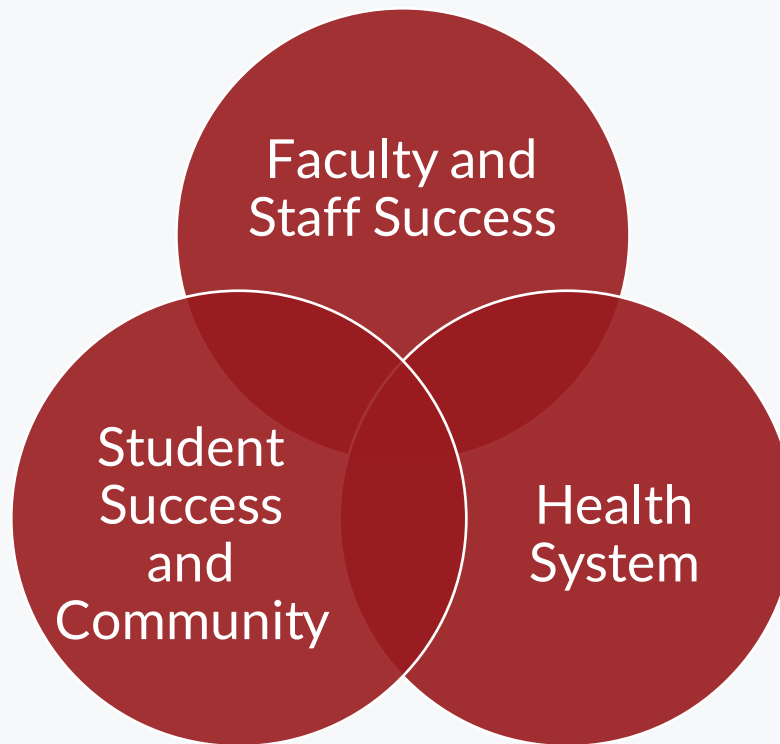 Faculty and
Staff Success
Student
Success
and
Community
Health
System